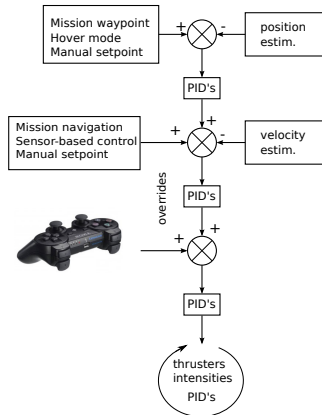 Mission waypoint
Hover mode
Manual setpoint
+
-
position
estim.
PID's
+
Mission navigation
Sensor-based control
Manual setpoint
+
-
velocity
estim.
PID's
overrides
+
+
PID's
thrusters
intensities
PID's